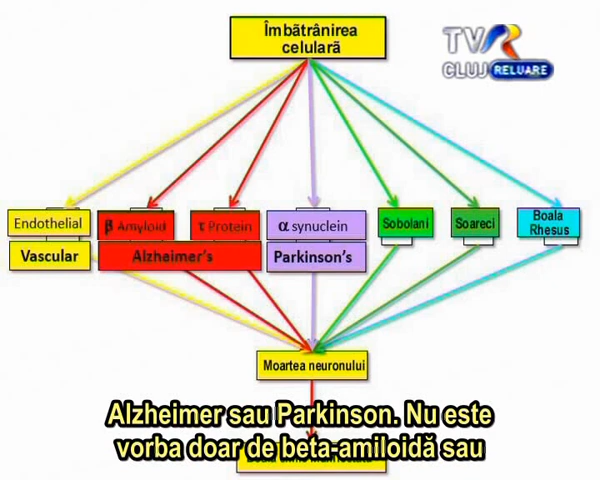 Îmbătrânirea
celulară
TVR
CLUJ RELUARE
Endothelial
β Amyloid
τ Protein
α synuclein
Sobolani
Soareci
Boala
Rhesus
Vascular
Alzheimer's
Parkinson's
Moartea neuronului
Alzheimer sau Parkinson. Nu este
vorba doar de beta-amiloidă sau